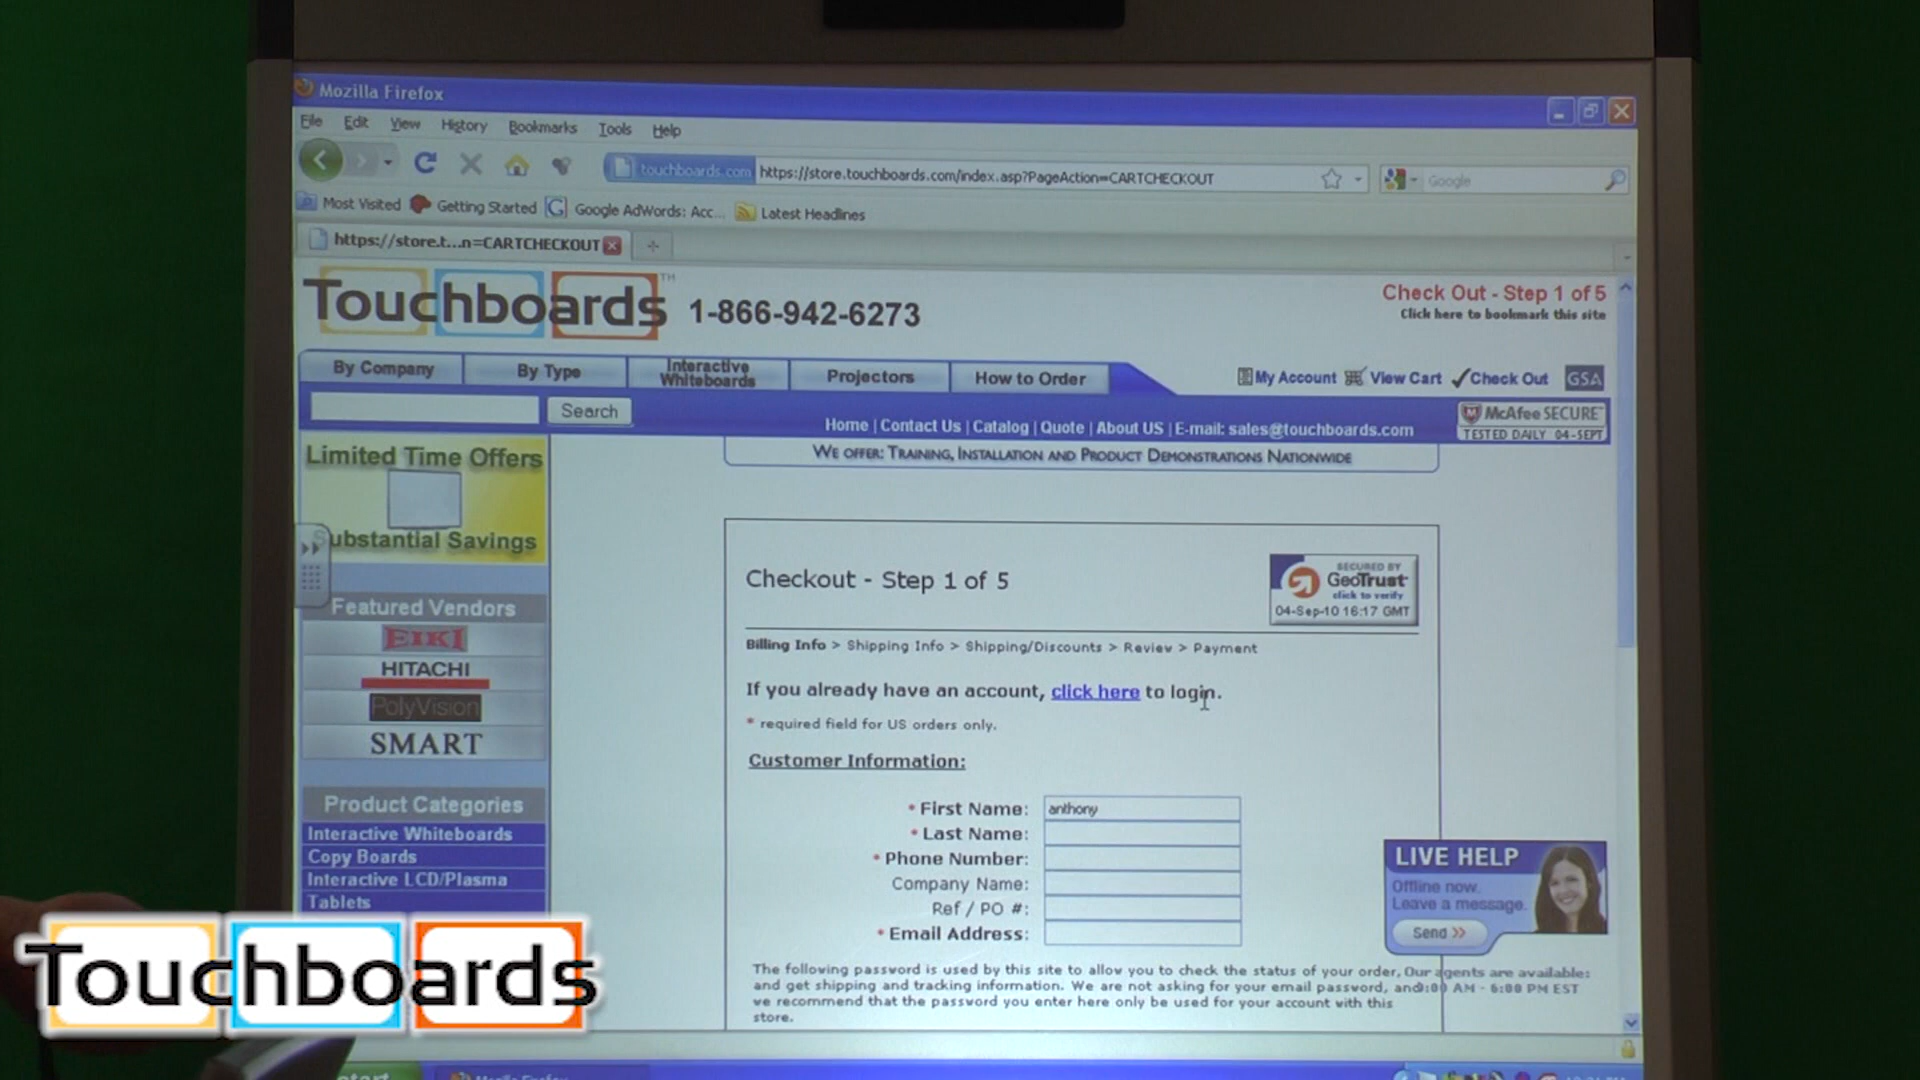 Mozilla Firefox
File Edit View History Bookmarks Tools Help
touchboards.com https://store.touchboards.com/index.asp?PageAction=CARTCHECKOUT Google
Most Visited Getting Started Google AdWords: Acc... Latest Headlines
https://store.t...n=CARTCHECKOUT
Touchboards™ 1-866-942-6273
Check Out - Step 1 of 5
Click here to bookmark this site
By Company By Type Interactive Whiteboards Projectors How to Order
My Account View Cart Check Out GSA
Search
Home | Contact Us | Catalog | Quote | About US | E-mail: sales@touchboards.com
McAfee SECURE™
TESTED DAILY 04-SEPT
We offer: Training, Installation and Product Demonstrations Nationwide
Limited Time Offers
Substantial Savings
Featured Vendors
EIKI
HITACHI
PolyVision
SMART
Product Categories
Interactive Whiteboards
Copy Boards
Interactive LCD/Plasma
Tablets
Checkout - Step 1 of 5
SECURED BY
GeoTrust
click to verify
04-Sep-10 16:17 GMT
Billing Info > Shipping Info > Shipping/Discounts > Review > Payment
If you already have an account, click here to login.
* required field for US orders only.
Customer Information:
* First Name: anthony
* Last Name:
* Phone Number:
Company Name:
Ref / PO #:
* Email Address:
The following password is used by this site to allow you to check the status of your order,
and get shipping and tracking information. We are not asking for your email password, and
we recommend that the password you enter here only be used for your account with this
store.
LIVE HELP
Offline now.
Leave a message.
Send >>
Our agents are available:
AM - 6:00 PM EST
Touchboards
start Mozilla Firefox